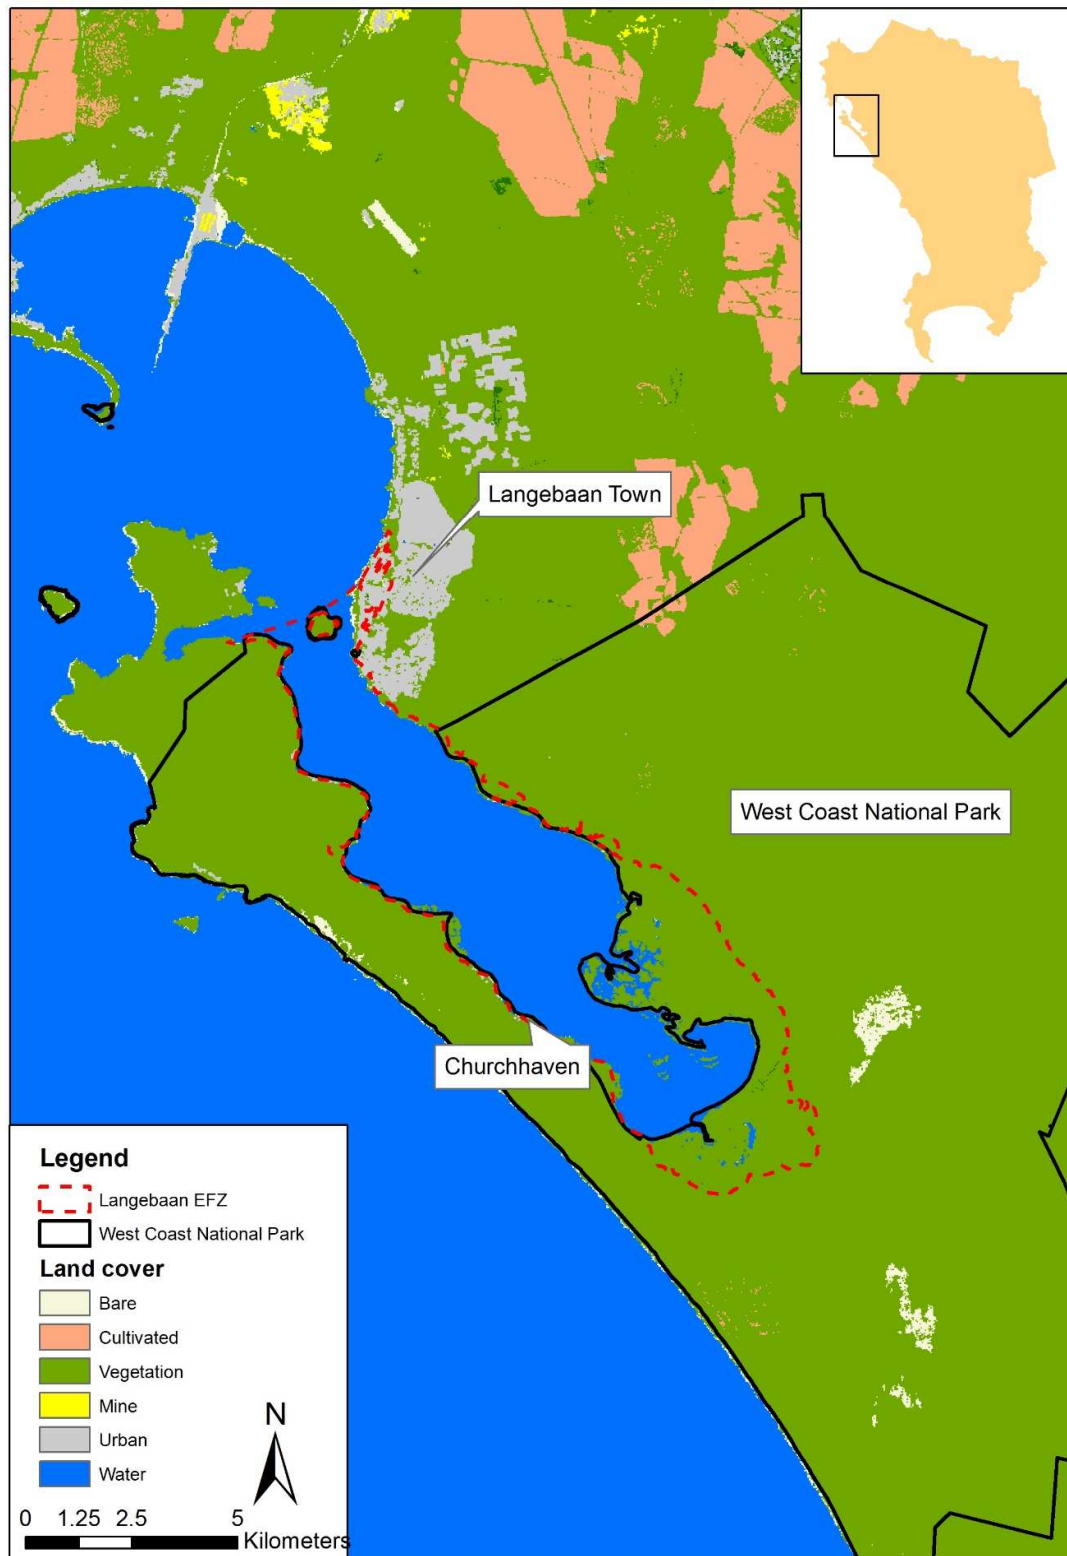 Langebaan Town
West Coast National Park
Churchhaven
Legend
Langebaan EFZ
West Coast National Park
Land cover
Bare
Cultivated
Vegetation
Mine
Urban
Water
N
0 1.25 2.5 5
Kilometers